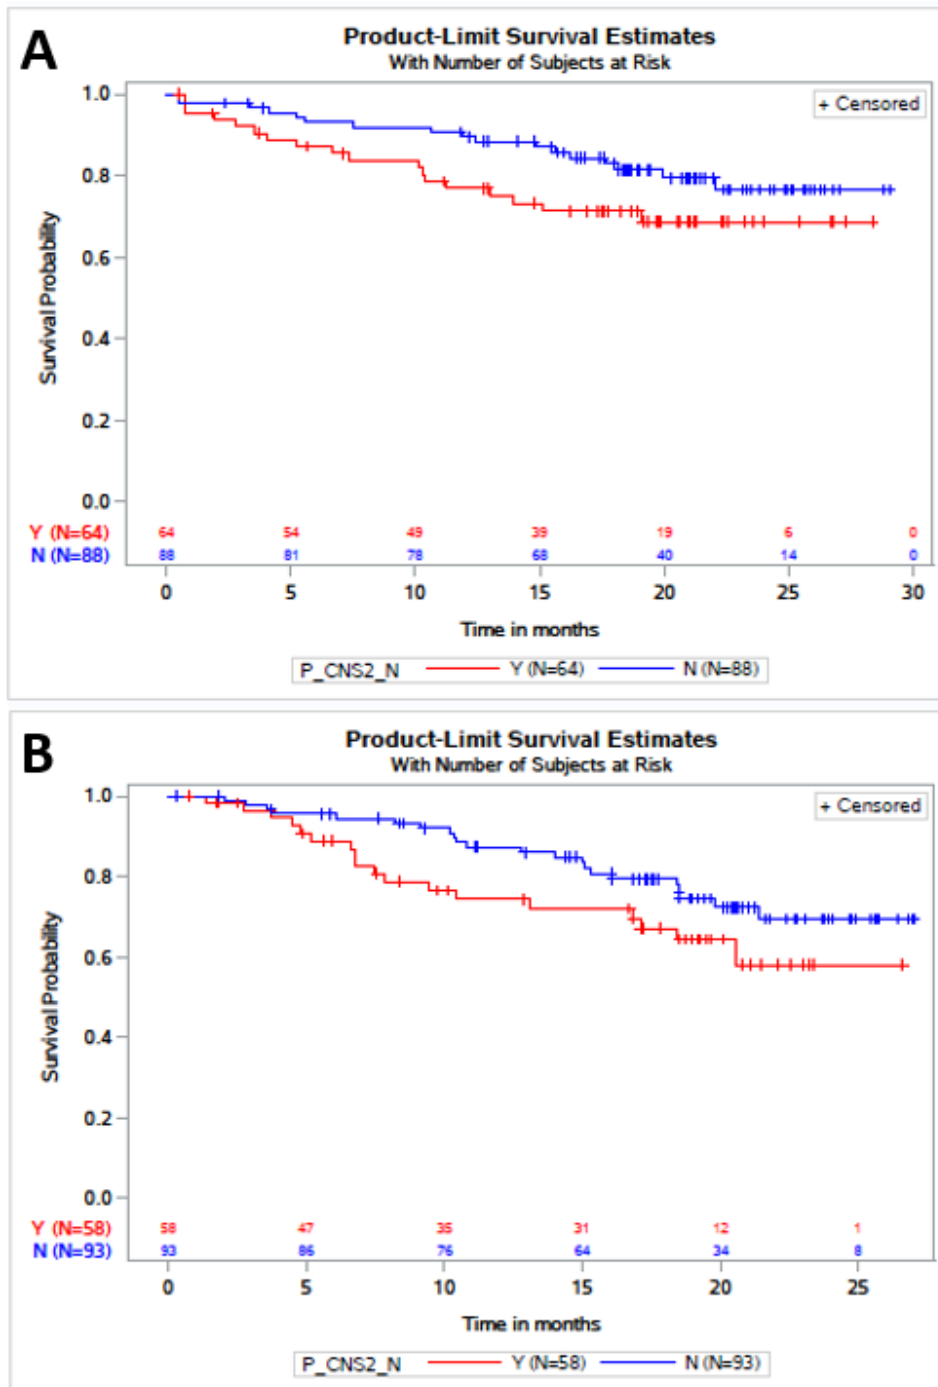 A
Product-Limit Survival Estimates
With Number of Subjects at Risk
+ Censored
1.0
0.8
0.6
0.4
0.2
0.0
Survival Probability
Y (N=64) 64 54 49 39 19 6 0
N (N=88) 88 81 78 68 40 14 0
0 5 10 15 20 25 30
Time in months
P_CNS2_N Y (N=64) N (N=88)
B
Product-Limit Survival Estimates
With Number of Subjects at Risk
+ Censored
1.0
0.8
0.6
0.4
0.2
0.0
Survival Probability
Y (N=58) 58 47 35 31 12 1
N (N=93) 93 86 76 64 34 8
0 5 10 15 20 25
Time in months
P_CNS2_N Y (N=58) N (N=93)